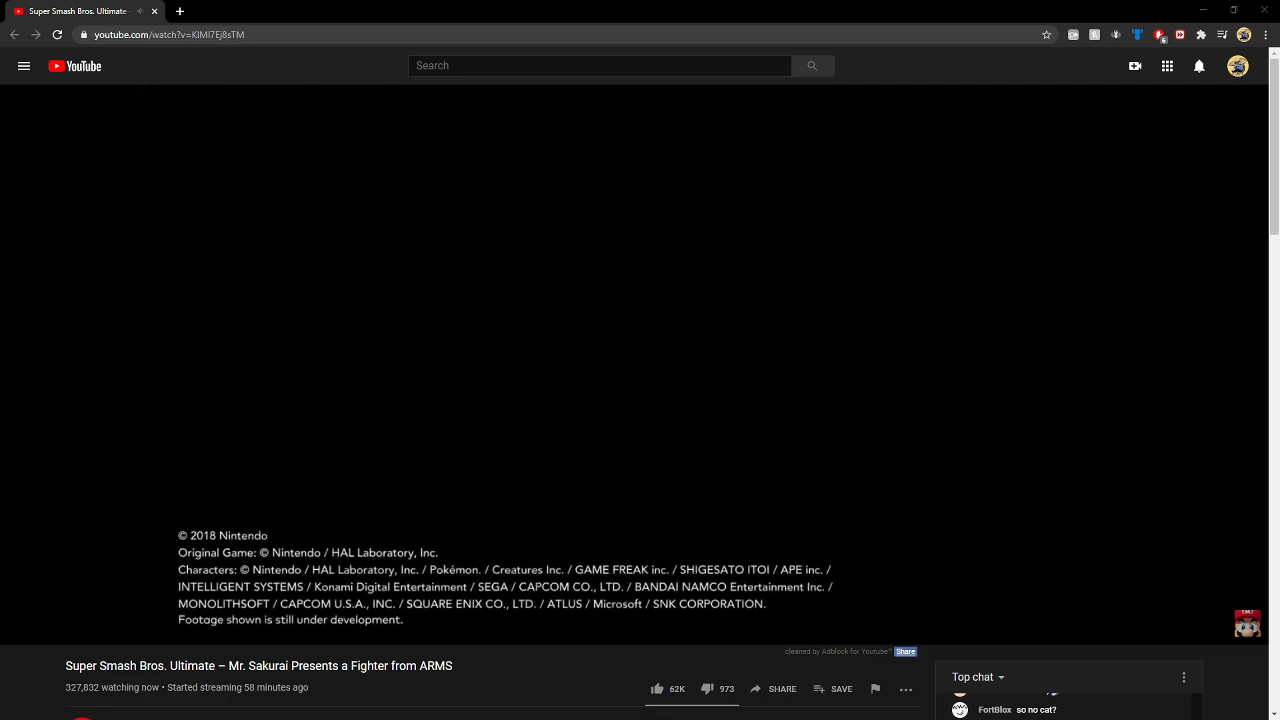 Super Smash Bros. Ultimate -
youtube.com/watch?v=KIMI7Ej8sTM
6
YouTube
Search
© 2018 Nintendo
Original Game: © Nintendo / HAL Laboratory, Inc.
Characters: © Nintendo / HAL Laboratory, Inc. / Pokémon. / Creatures Inc. / GAME FREAK inc. / SHIGESATO ITOI / APE inc. /
INTELLIGENT SYSTEMS / Konami Digital Entertainment / SEGA / CAPCOM CO., LTD. / BANDAI NAMCO Entertainment Inc. /
MONOLITHSOFT / CAPCOM U.S.A., INC. / SQUARE ENIX CO., LTD. / ATLUS / Microsoft / SNK CORPORATION.
Footage shown is still under development.
cleaned by Adblock for Youtube™ Share
Super Smash Bros. Ultimate – Mr. Sakurai Presents a Fighter from ARMS
327,832 watching now • Started streaming 58 minutes ago
62K 973 SHARE SAVE
Top chat
FortBlox so no cat?